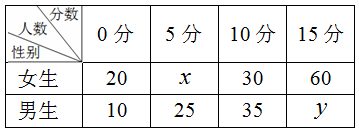 分数
人数
性别
0分 5分 10分 15分
女生 20 x 30 60
男生 10 25 35 y